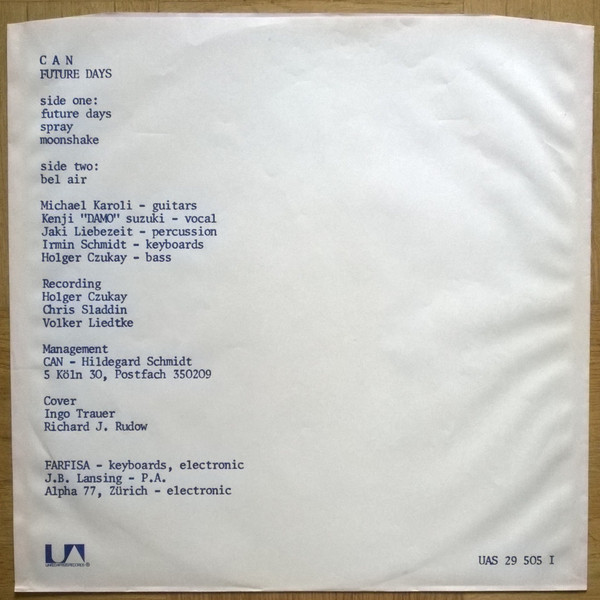 C A N
FUTURE DAYS
side one:
future days
spray
moonshake
side two:
bel air
Michael Karoli - guitars
Kenji "DAMO" suzuki - vocal
Jaki Liebezeit - percussion
Irmin Schmidt - keyboards
Holger Czukay - bass
Recording
Holger Czukay
Chris Sladdin
Volker Liedtke
Management
CAN - Hildegard Schmidt
5 Köln 30, Postfach 350209
Cover
Ingo Trauer
Richard J. Rudow
FARFISA - keyboards, electronic
J.B. Lansing - P.A.
Alpha 77, Zürich - electronic
UA
UAS 29 505 I